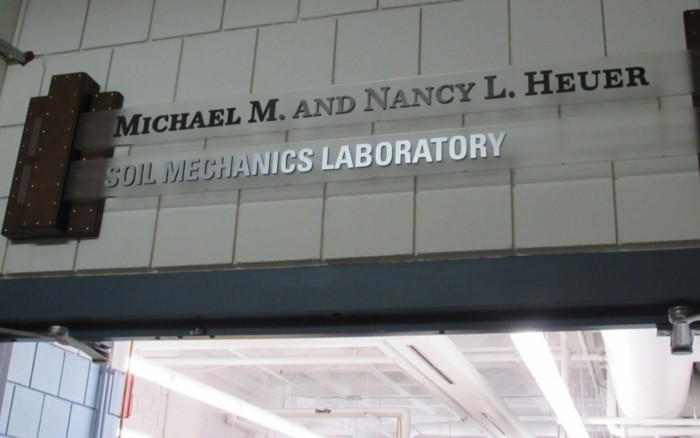 MICHAEL M. AND NANCY L. HEUER
SOIL MECHANICS LABORATORY